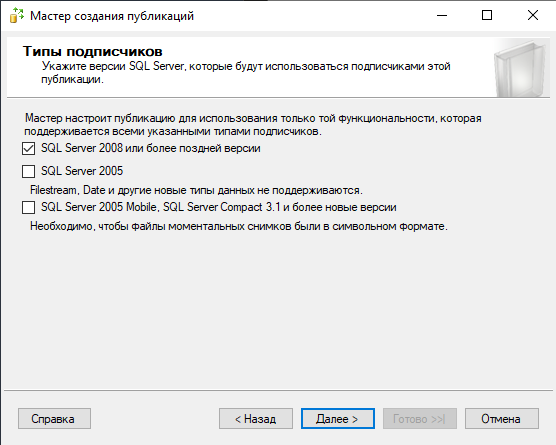 Мастер создания публикаций
Типы подписчиков
Укажите версии SQL Server, которые будут использоваться подписчиками этой
публикации.
Мастер настроит публикацию для использования только той функциональности, которая
поддерживается всеми указанными типами подписчиков.
SQL Server 2008 или более поздней версии
SQL Server 2005
Filestream, Date и другие новые типы данных не поддерживаются.
SQL Server 2005 Mobile, SQL Server Compact 3.1 и более новые версии
Необходимо, чтобы файлы моментальных снимков были в символьном формате.
Справка
< Назад
Далее >
Готово >>|
Отмена